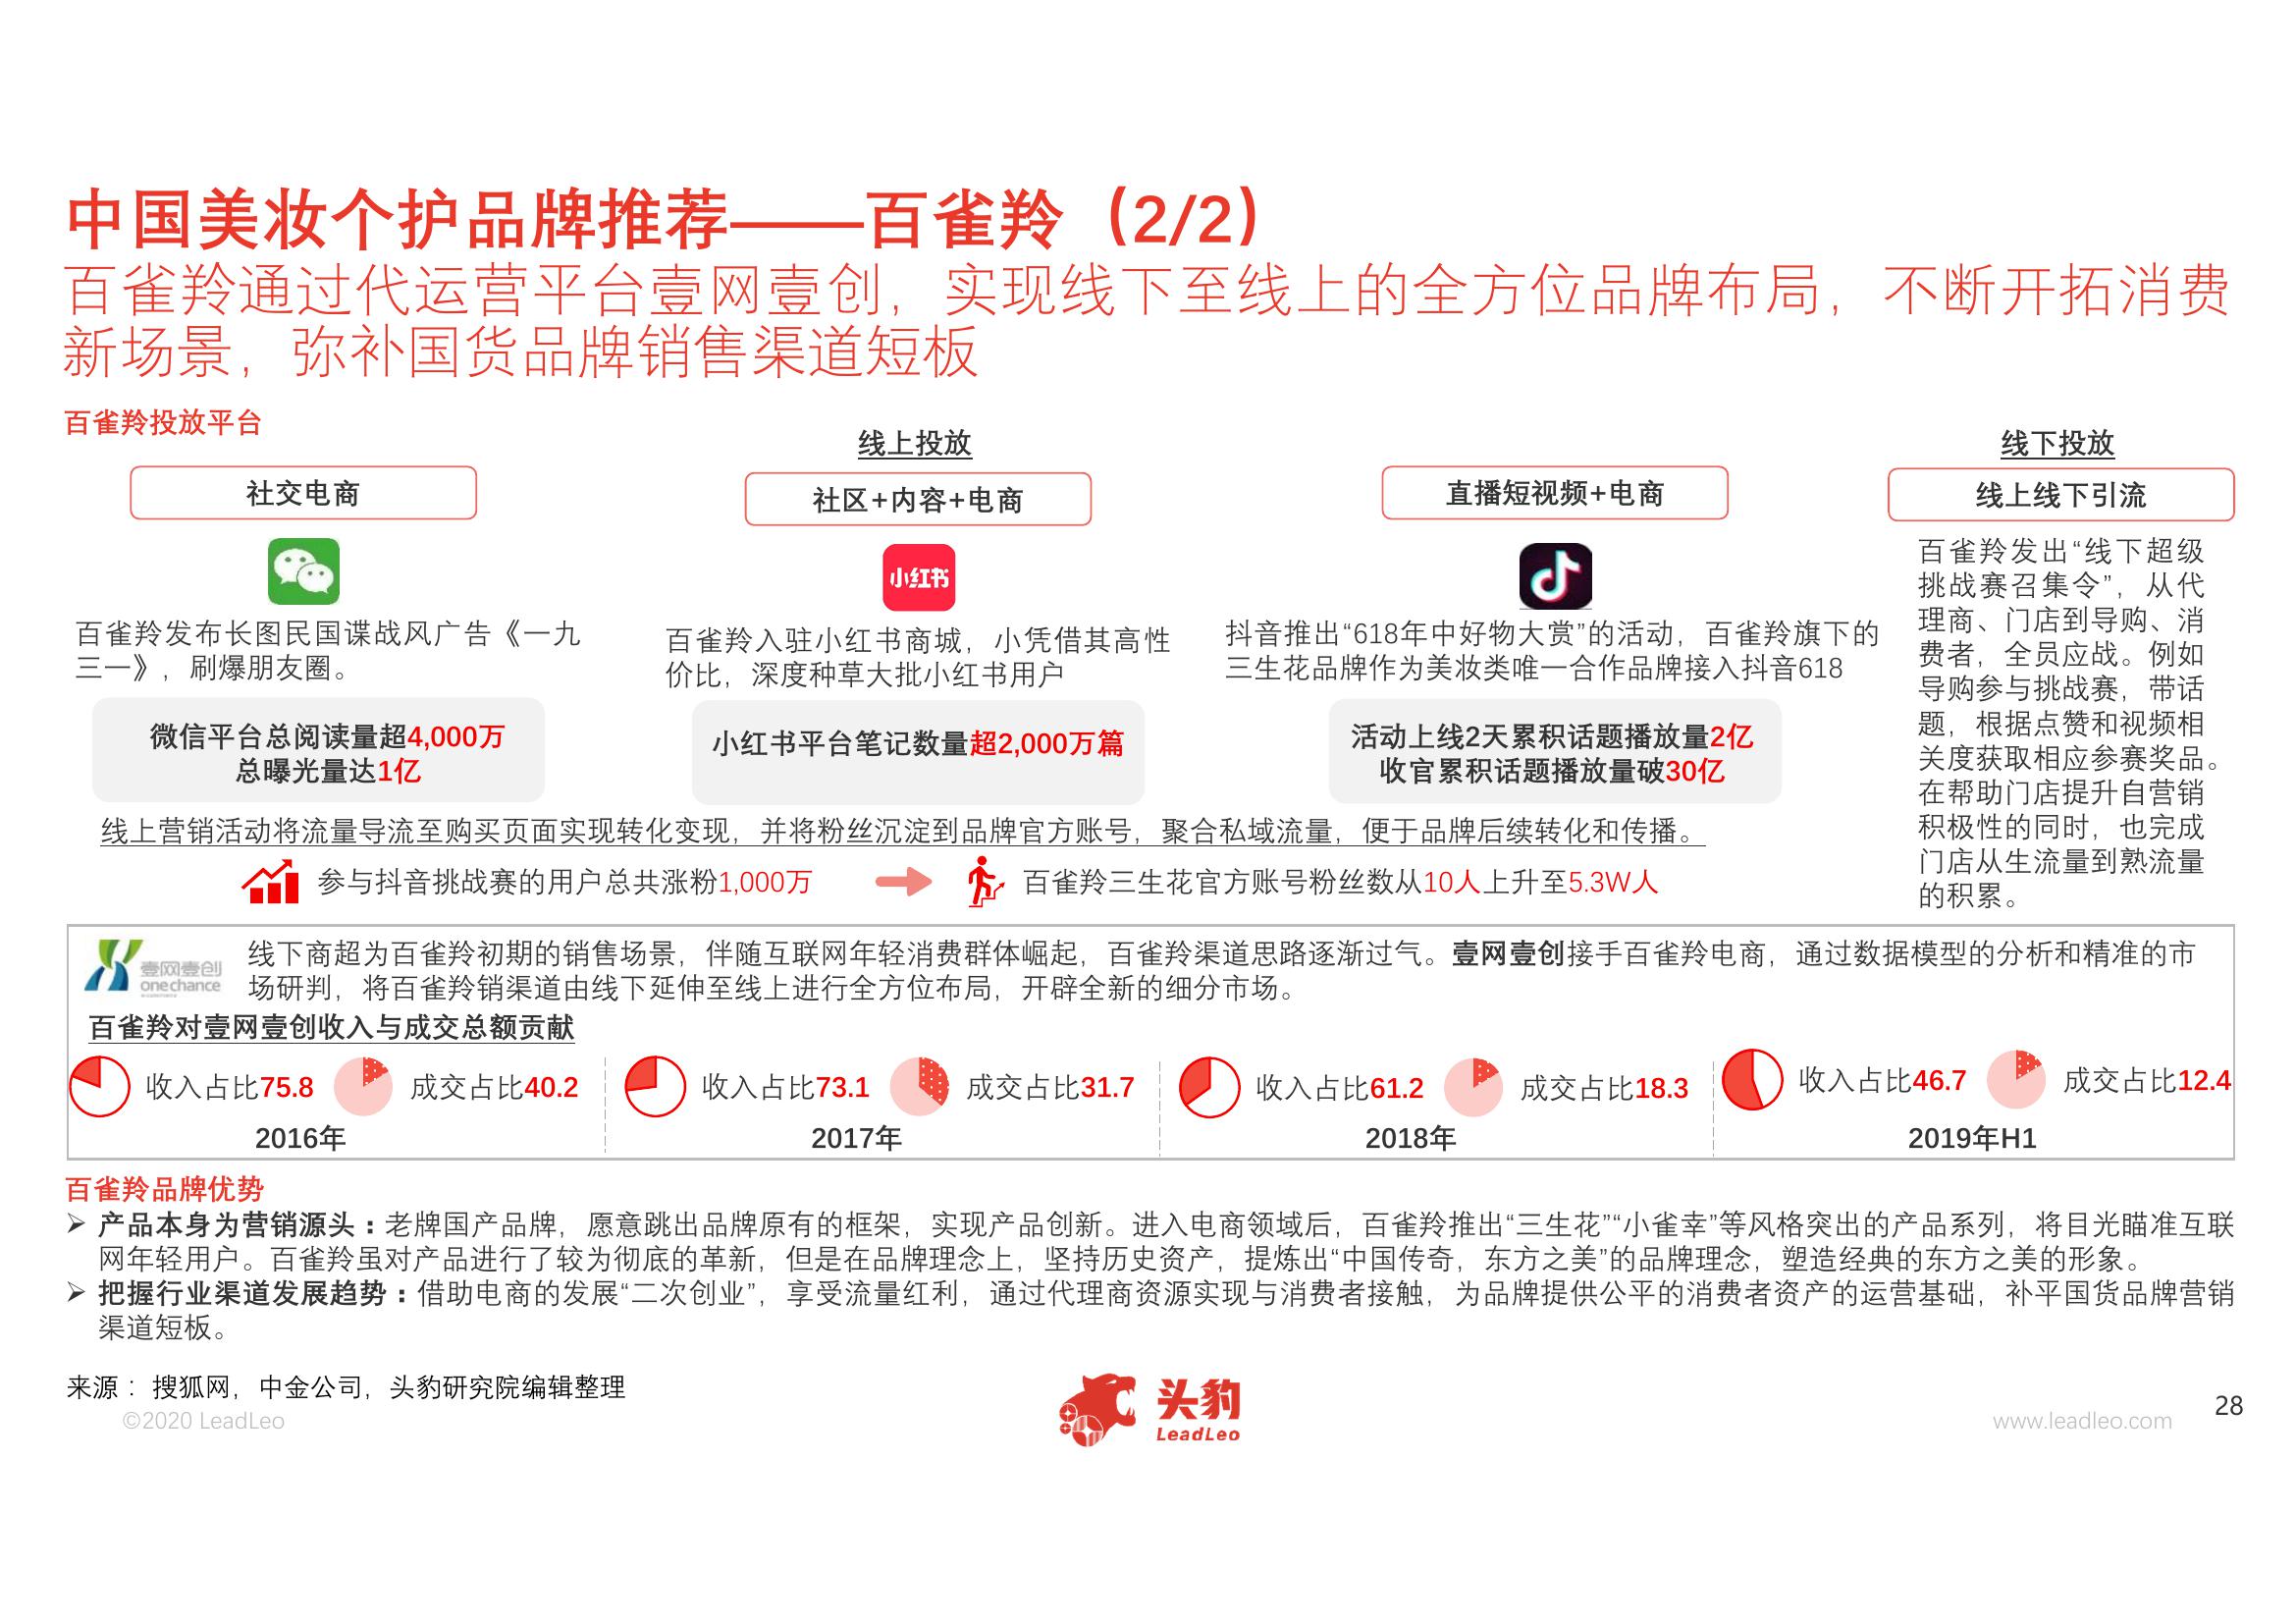 中国美妆个护品牌推荐——百雀羚（2/2）
百雀羚通过代运营平台壹网壹创，实现线下至线上的全方位品牌布局，不断开拓消费
新场景，弥补国货品牌销售渠道短板
百雀羚投放平台
线上投放
线下投放
社交电商
百雀羚发布长图民国谍战风广告《一九
三一》，刷爆朋友圈。
微信平台总阅读量超4,000万
总曝光量达1亿
社区+内容+电商
小红书
百雀羚入驻小红书商城，小凭借其高性
价比，深度种草大批小红书用户
小红书平台笔记数量超2,000万篇
直播短视频+电商
抖音推出“618年中好物大赏”的活动，百雀羚旗下的
三生花品牌作为美妆类唯一合作品牌接入抖音618
活动上线2天累积话题播放量2亿
收官累积话题播放量破30亿
线上线下引流
百雀羚发出“线下超级
挑战赛召集令”，从代
理商、门店到导购、消
费者，全员应战。例如
导购参与挑战赛，带话
题，根据点赞和视频相
关度获取相应参赛奖品。
在帮助门店提升自营销
积极性的同时，也完成
门店从生流量到熟流量
的积累。
线上营销活动将流量导流至购买页面实现转化变现，并将粉丝沉淀到品牌官方账号，聚合私域流量，便于品牌后续转化和传播。
参与抖音挑战赛的用户总共涨粉1,000万
百雀羚三生花官方账号粉丝数从10人上升至5.3W人
壹网壹创
onechance
线下商超为百雀羚初期的销售场景，伴随互联网年轻消费群体崛起，百雀羚渠道思路逐渐过气。壹网壹创接手百雀羚电商，通过数据模型的分析和精准的市
场研判，将百雀羚销渠道由线下延伸至线上进行全方位布局，开辟全新的细分市场。
百雀羚对壹网壹创收入与成交总额贡献
收入占比75.8
成交占比40.2
2016年
收入占比73.1
成交占比31.7
2017年
收入占比61.2
成交占比18.3
2018年
收入占比46.7
成交占比12.4
2019年H1
百雀羚品牌优势
➢ 产品本身为营销源头：老牌国产品牌，愿意跳出品牌原有的框架，实现产品创新。进入电商领域后，百雀羚推出“三生花”“小雀幸”等风格突出的产品系列，将目光瞄准互联
网年轻用户。百雀羚虽对产品进行了较为彻底的革新，但是在品牌理念上，坚持历史资产，提炼出“中国传奇，东方之美”的品牌理念，塑造经典的东方之美的形象。
➢ 把握行业渠道发展趋势：借助电商的发展“二次创业”，享受流量红利，通过代理商资源实现与消费者接触，为品牌提供公平的消费者资产的运营基础，补平国货品牌营销
渠道短板。
来源：搜狐网，中金公司，头豹研究院编辑整理
©2020 LeadLeo
头豹
LeadLeo
www.leadleo.com
28